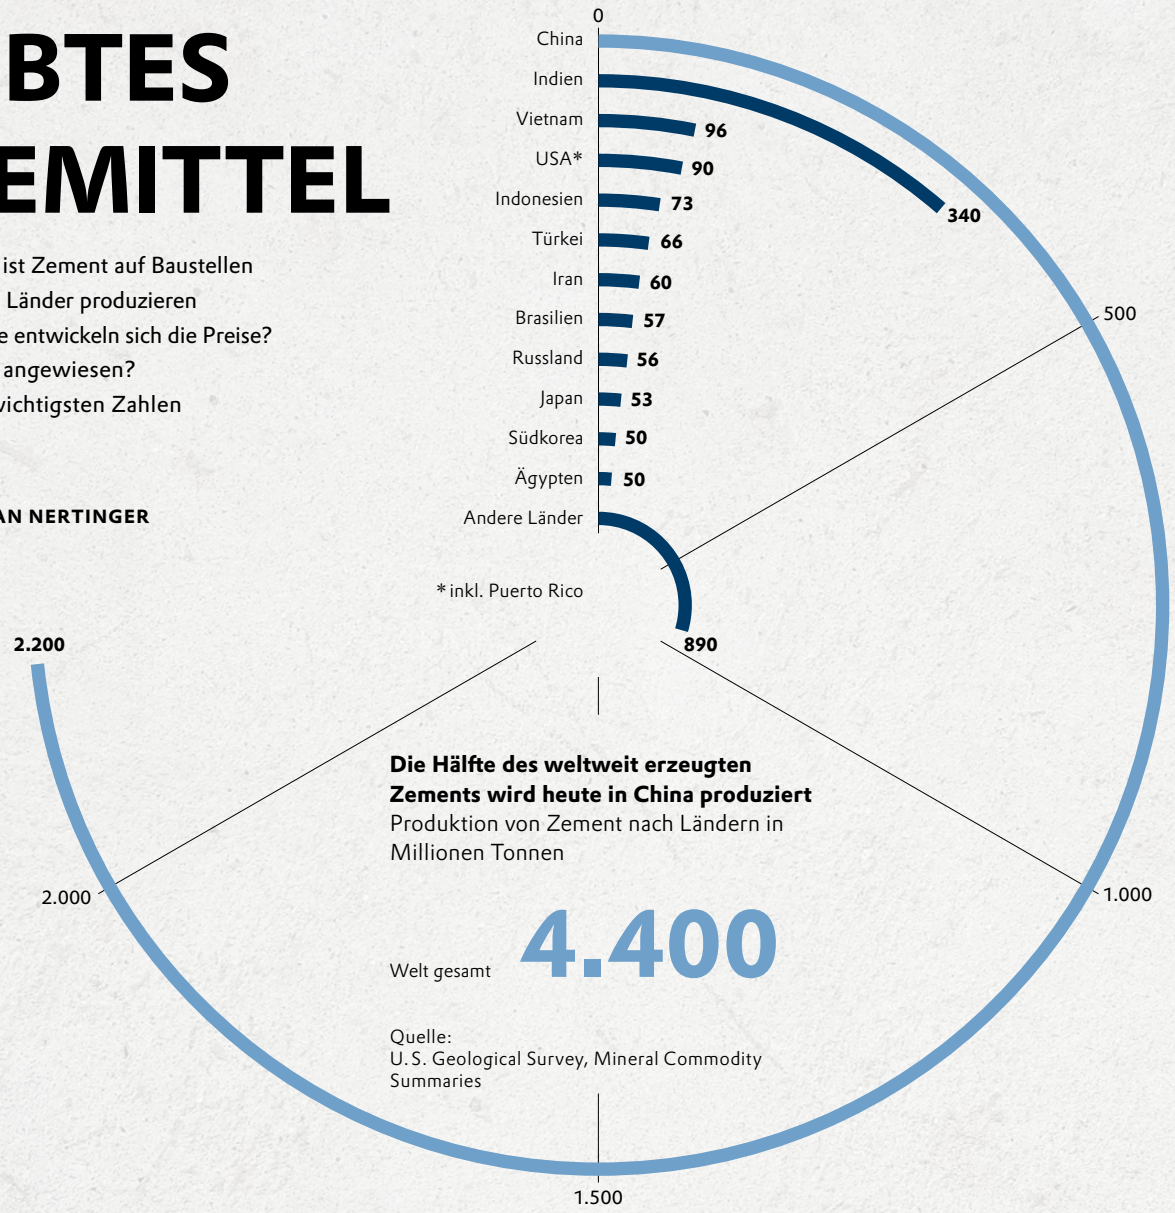 BTES
EMITTEL
ist Zement auf Baustellen
Länder produzieren
e entwickeln sich die Preise?
angewiesen?
wichtigsten Zahlen
AN NERTINGER
0
China
Indien
340
Vietnam 96
USA* 90
Indonesien 73
Türkei 66
Iran 60
Brasilien 57
Russland 56
Japan 53
Südkorea 50
Ägypten 50
Andere Länder
890
*inkl. Puerto Rico
500
1.000
1.500
2.000
2.200
Die Hälfte des weltweit erzeugten
Zements wird heute in China produziert
Produktion von Zement nach Ländern in
Millionen Tonnen
Welt gesamt 4.400
Quelle:
U.S. Geological Survey, Mineral Commodity
Summaries